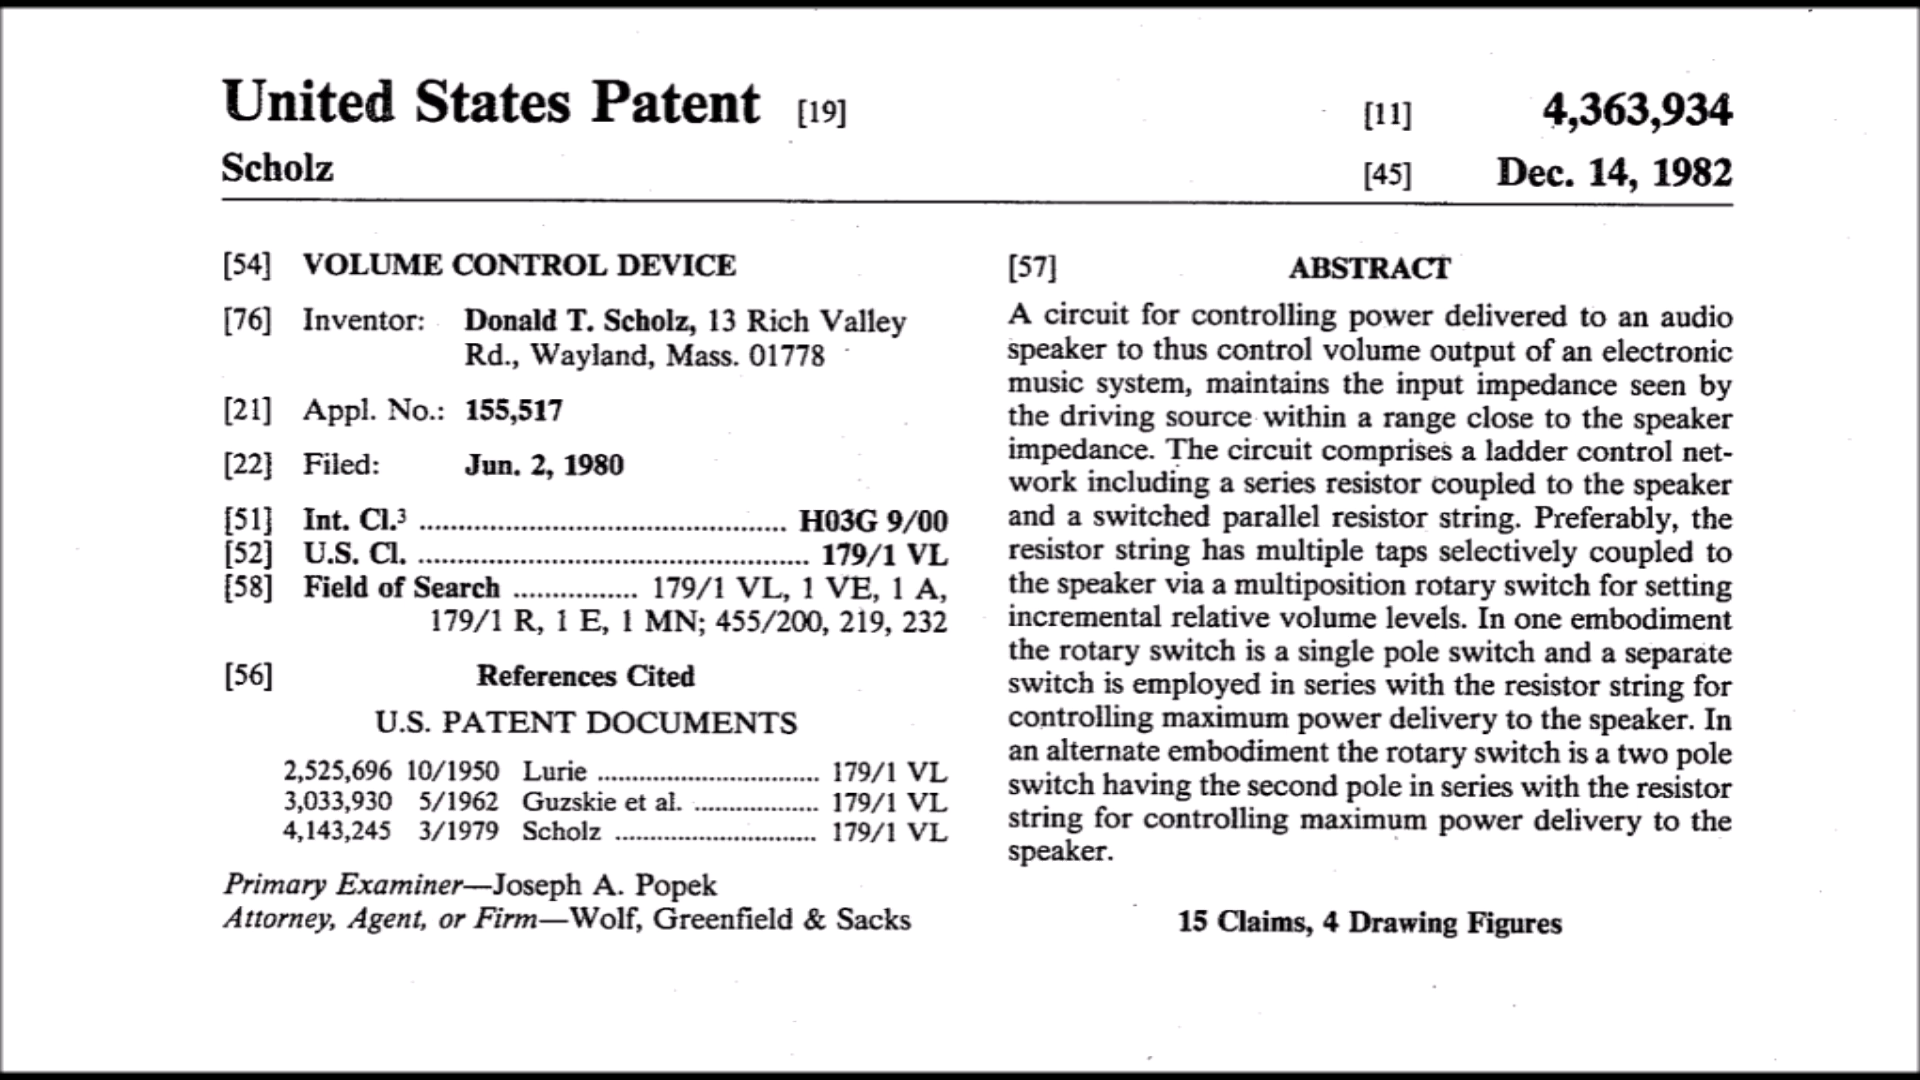 United States Patent [19]
Scholz
[11] 4,363,934
[45] Dec. 14, 1982
[54] VOLUME CONTROL DEVICE
[76] Inventor: Donald T. Scholz, 13 Rich Valley
Rd., Wayland, Mass. 01778
[21] Appl. No.: 155,517
[22] Filed: Jun. 2, 1980
[51] Int. Cl.³ ........................................ H03G 9/00
[52] U.S. Cl. ........................................... 179/1 VL
[58] Field of Search ................ 179/1 VL, 1 VE, 1 A,
179/1 R, 1 E, 1 MN; 455/200, 219, 232
[56] References Cited
U.S. PATENT DOCUMENTS
2,525,696 10/1950 Lurie ................................ 179/1 VL
3,033,930 5/1962 Guzskie et al. .................. 179/1 VL
4,143,245 3/1979 Scholz ............................. 179/1 VL
Primary Examiner—Joseph A. Popek
Attorney, Agent, or Firm—Wolf, Greenfield & Sacks
[57] ABSTRACT
A circuit for controlling power delivered to an audio
speaker to thus control volume output of an electronic
music system, maintains the input impedance seen by
the driving source within a range close to the speaker
impedance. The circuit comprises a ladder control net-
work including a series resistor coupled to the speaker
and a switched parallel resistor string. Preferably, the
resistor string has multiple taps selectively coupled to
the speaker via a multiposition rotary switch for setting
incremental relative volume levels. In one embodiment
the rotary switch is a single pole switch and a separate
switch is employed in series with the resistor string for
controlling maximum power delivery to the speaker. In
an alternate embodiment the rotary switch is a two pole
switch having the second pole in series with the resistor
string for controlling maximum power delivery to the
speaker.
15 Claims, 4 Drawing Figures